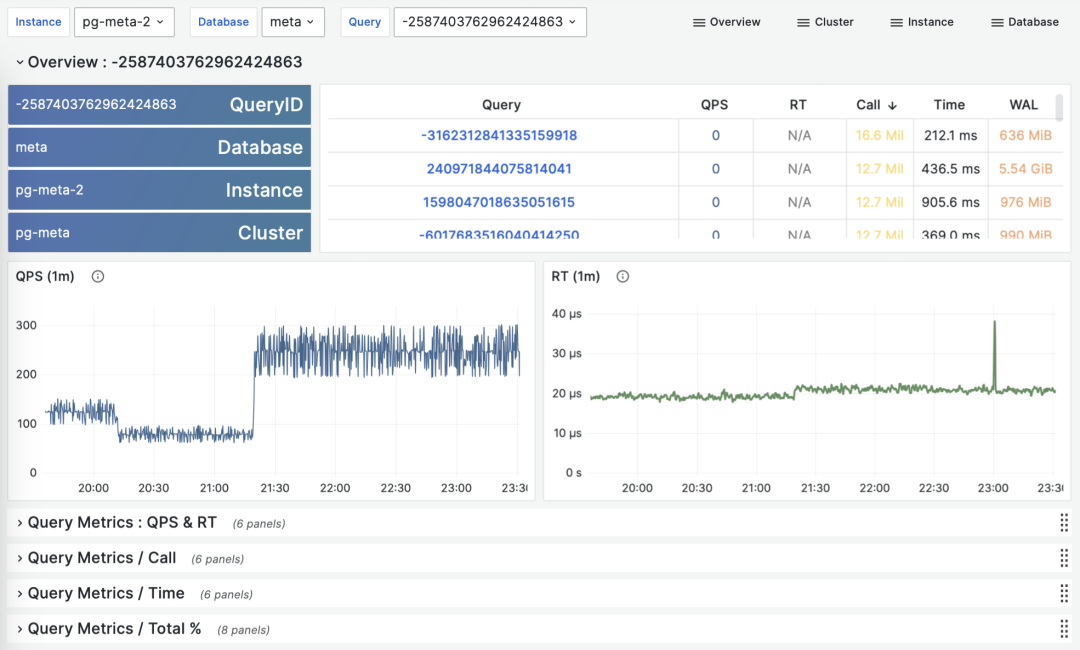 Instance pg-meta-2 Database meta Query -2587403762962424863 Overview Cluster Instance Database
Overview : -2587403762962424863
-2587403762962424863 QueryID
meta Database
pg-meta-2 Instance
pg-meta Cluster
Query QPS RT Call ↓ Time WAL
-3162312841335159918 0 N/A 16.6 Mil 212.1 ms 636 MiB
240971844075814041 0 N/A 12.7 Mil 436.5 ms 5.54 GiB
1598047018635051615 0 N/A 12.7 Mil 905.6 ms 976 MiB
-6017683516040414250 0 N/A 12.7 Mil 369.0 ms 990 MiB
QPS (1m)
300
200
100
0
20:00 20:30 21:00 21:30 22:00 22:30 23:00 23:30
RT (1m)
40 µs
30 µs
20 µs
10 µs
0 s
20:00 20:30 21:00 21:30 22:00 22:30 23:00 23:30
Query Metrics : QPS & RT (6 panels)
Query Metrics / Call (6 panels)
Query Metrics / Time (6 panels)
Query Metrics / Total % (8 panels)